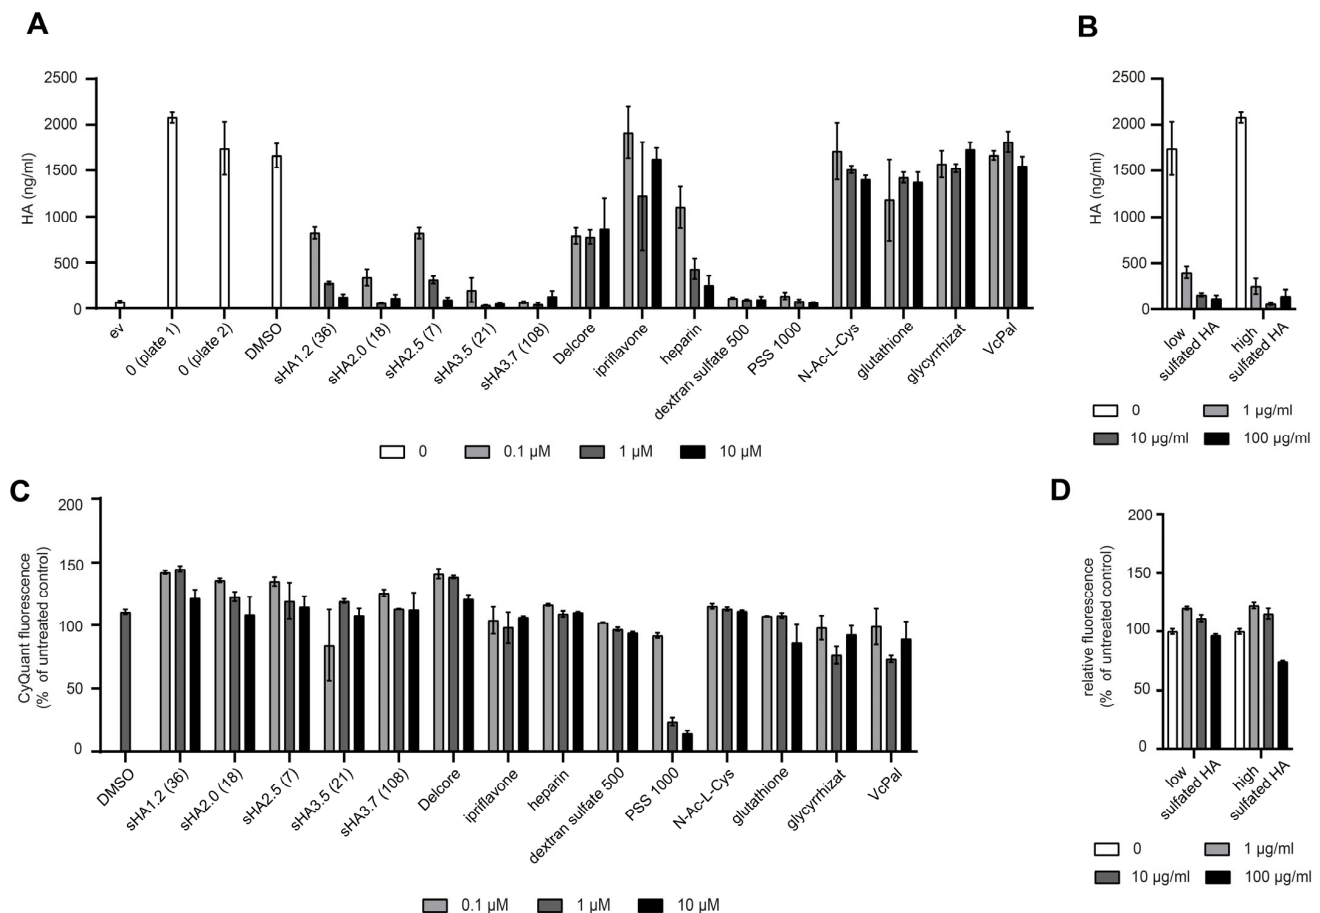 A
HA (ng/ml)
2500
2000
1500
1000
500
0
ev
0 (plate 1)
0 (plate 2)
DMSO
sHA1.2 (36)
sHA2.0 (18)
sHA2.5 (7)
sHA3.5 (21)
sHA3.7 (108)
Delcore
ipriflavone
heparin
dextran sulfate 500
PSS 1000
N-Ac-L-Cys
glutathione
glycyrrhizat
VcPal
0 0.1 µM 1 µM 10 µM
B
HA (ng/ml)
2500
2000
1500
1000
500
0
low
sulfated HA
high
sulfated HA
0 1 µg/ml
10 µg/ml 100 µg/ml
C
CyQuant fluorescence
(% of untreated control)
200
150
100
50
0
DMSO
sHA1.2 (36)
sHA2.0 (18)
sHA2.5 (7)
sHA3.5 (21)
sHA3.7 (108)
Delcore
ipriflavone
heparin
dextran sulfate 500
PSS 1000
N-Ac-L-Cys
glutathione
glycyrrhizat
VcPal
0.1 µM 1 µM 10 µM
D
relative fluorescence
(% of untreated control)
200
150
100
50
0
low
sulfated HA
high
sulfated HA
0 1 µg/ml
10 µg/ml 100 µg/ml